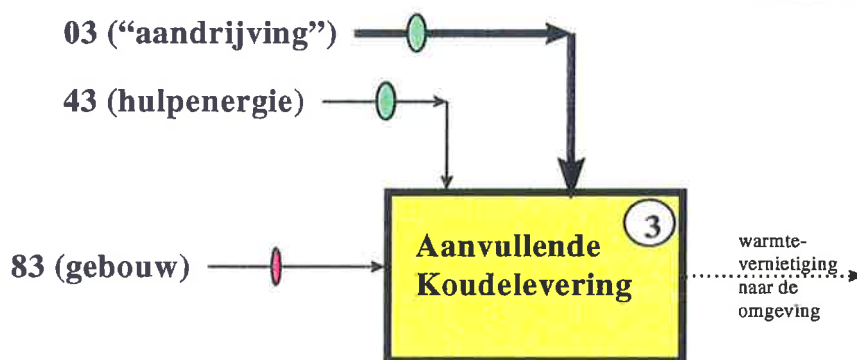 03 (“aandrijving”)
43 (hulpenergie)
3
Aanvullende
Koudelevering
83 (gebouw)
warmte-
vernietiging
naar de
omgeving